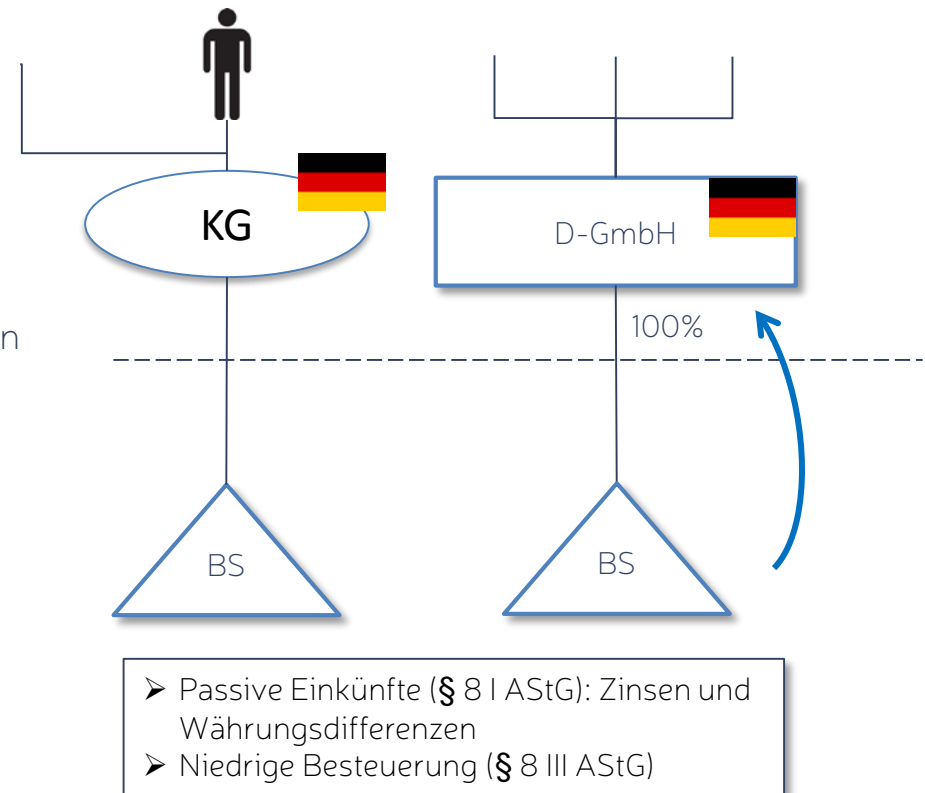 KG
D-GmbH
n
100%
BS
BS
➢ Passive Einkünfte (§ 8 I AStG): Zinsen und
Währungsdifferenzen
➢ Niedrige Besteuerung (§ 8 III AStG)